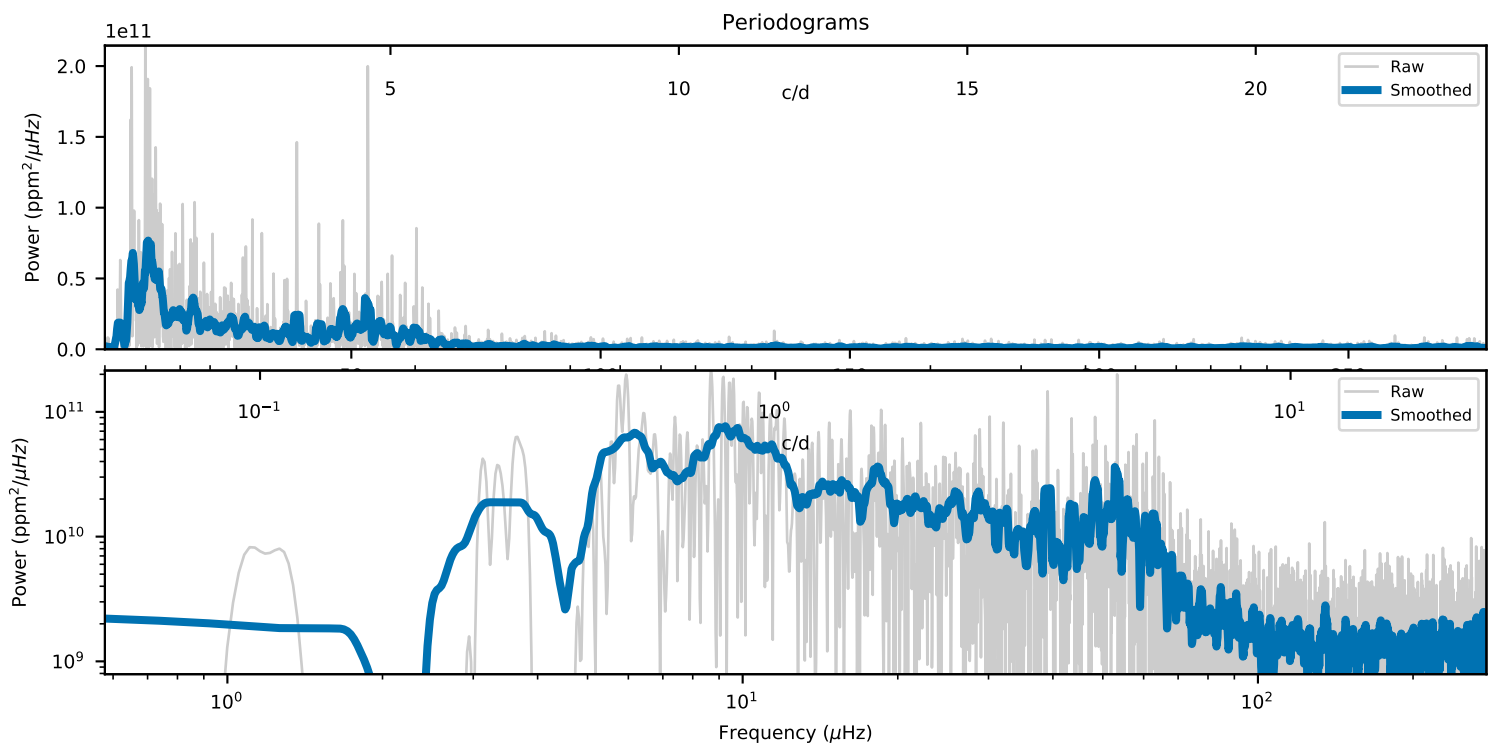 Periodograms
1e11
Power (ppm²/μHz)
2.0
1.5
1.0
0.5
0.0
5
10
15
20
c/d
Raw
Smoothed
Power (ppm²/μHz)
10¹¹
10¹⁰
10⁹
10⁻¹
10⁰
10¹
c/d
Raw
Smoothed
10⁰
10¹
10²
Frequency (μHz)